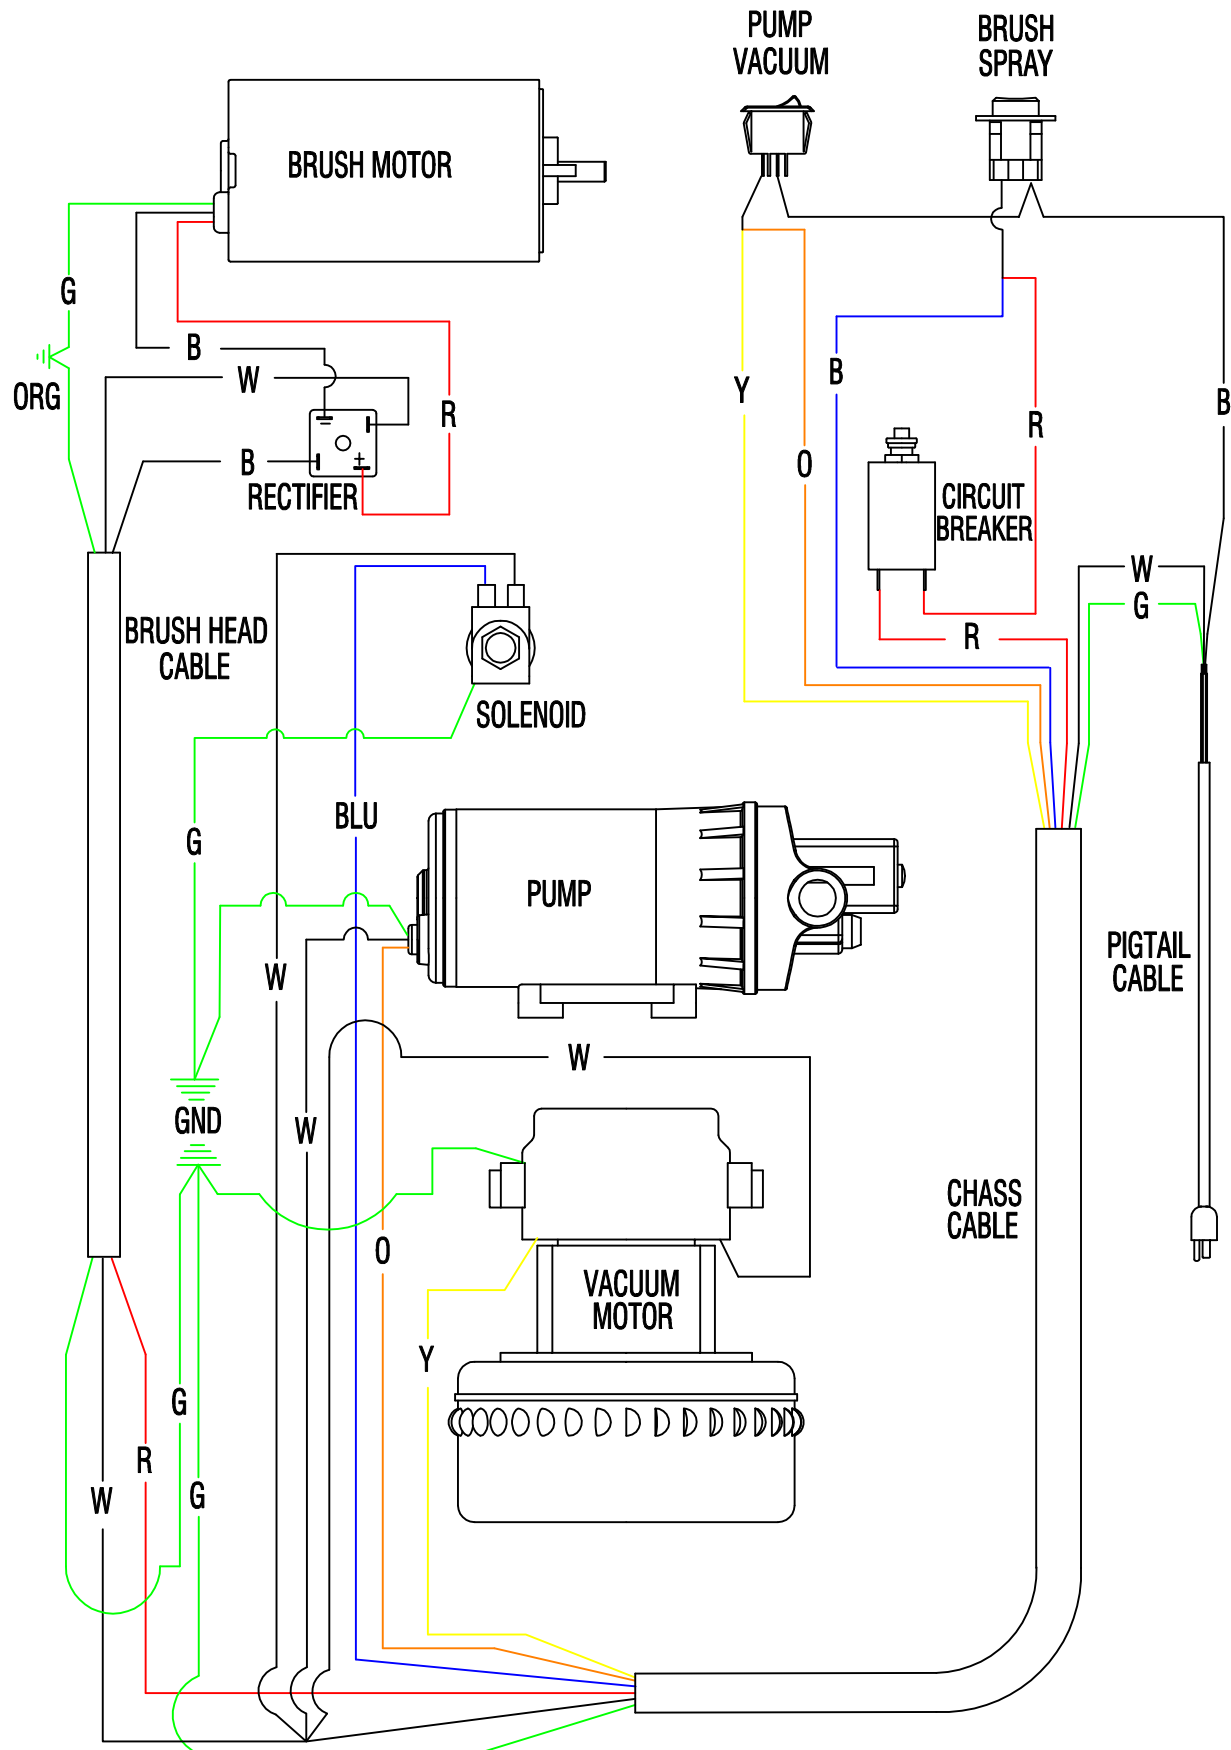 PUMP
VACUUM
BRUSH
SPRAY
BRUSH MOTOR
G
B
W
ORG
R
B
RECTIFIER
Y
B
O
R
B
CIRCUIT
BREAKER
W
G
R
BRUSH HEAD
CABLE
SOLENOID
BLU
G
PUMP
W
PIGTAIL
CABLE
W
GND
W
CHASS
CABLE
O
VACUUM
MOTOR
Y
G
R
W
G